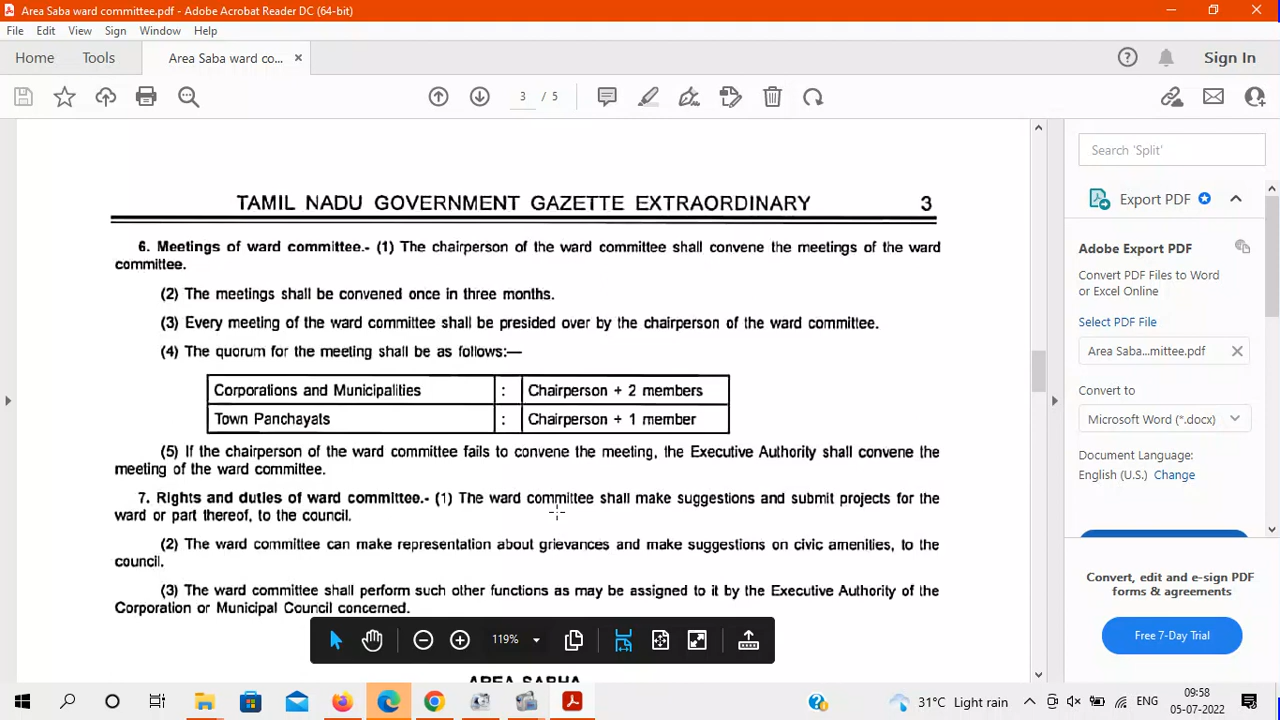 Area Saba ward committee.pdf - Adobe Acrobat Reader DC (64-bit)
File Edit View Sign Window Help
Home Tools Area Saba ward co... × Sign In
3 / 5
Search 'Split'
TAMIL NADU GOVERNMENT GAZETTE EXTRAORDINARY 3
Export PDF
6. Meetings of ward committee.- (1) The chairperson of the ward committee shall convene the meetings of the ward
committee.
Adobe Export PDF
Convert PDF Files to Word
or Excel Online
(2) The meetings shall be convened once in three months.
(3) Every meeting of the ward committee shall be presided over by the chairperson of the ward committee.
Select PDF File
(4) The quorum for the meeting shall be as follows:—
Area Saba...mittee.pdf ×
Corporations and Municipalities : Chairperson + 2 members
Convert to
Town Panchayats : Chairperson + 1 member
Microsoft Word (*.docx)
(5) If the chairperson of the ward committee fails to convene the meeting, the Executive Authority shall convene the
meeting of the ward committee.
Document Language:
English (U.S.) Change
7. Rights and duties of ward committee.- (1) The ward committee shall make suggestions and submit projects for the
ward or part thereof, to the council.
(2) The ward committee can make representation about grievances and make suggestions on civic amenities, to the
council.
(3) The ward committee shall perform such other functions as may be assigned to it by the Executive Authority of the
Corporation or Municipal Council concerned.
Convert, edit and e-sign PDF
forms & agreements
Free 7-Day Trial
119%
AREA SABHA
31°C Light rain ENG 09:58
05-07-2022